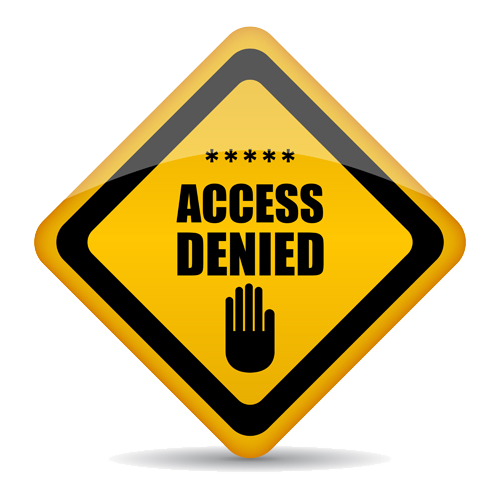 *****
ACCESS
DENIED